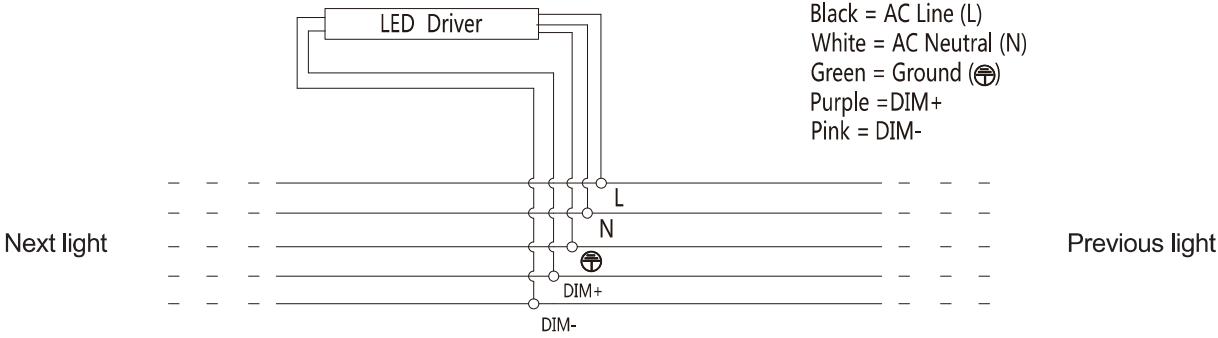 LED Driver
Black = AC Line (L)
White = AC Neutral (N)
Green = Ground (⏚)
Purple =DIM+
Pink = DIM-
L
N
Next light
Previous light
DIM+
DIM-